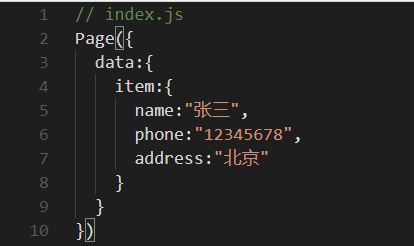 1 // index.js
2 Page({
3   data:{
4     item:{
5       name:"张三",
6       phone:"12345678",
7       address:"北京"
8     }
9   }
10 })